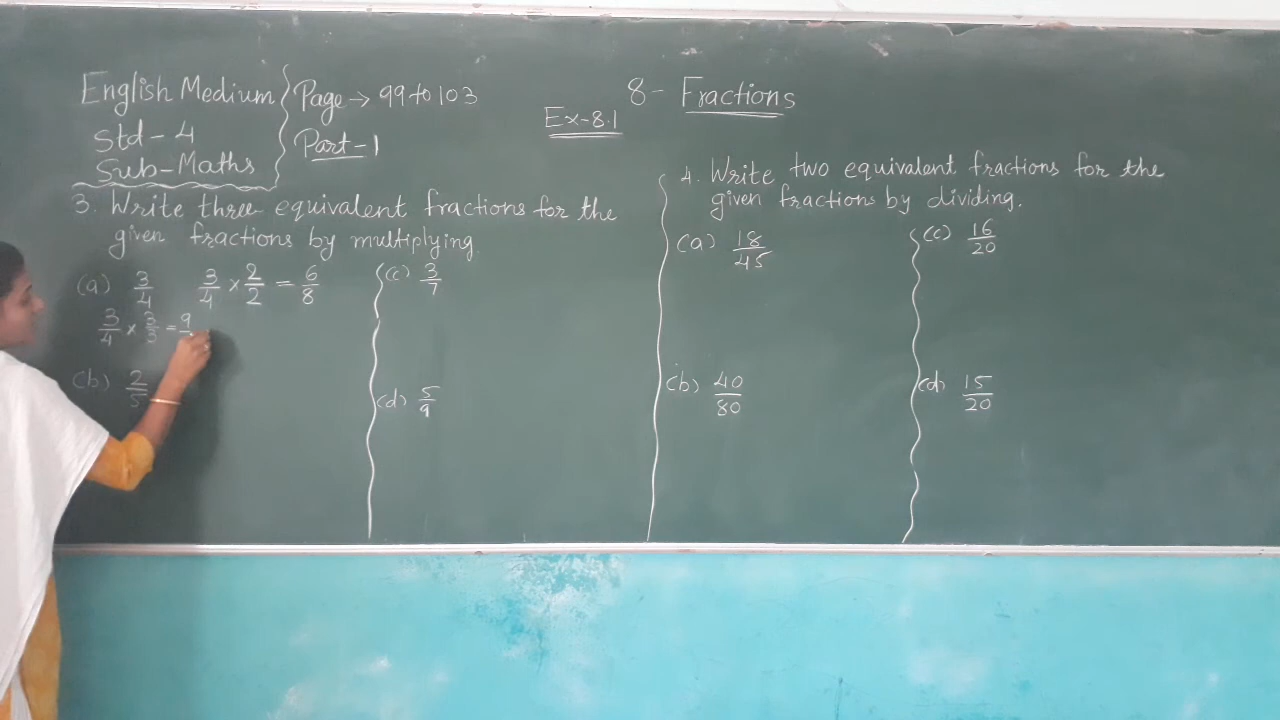 English Medium
Std - 4
Sub - Maths
Page → 99 to 103
Part - 1
8 - Fractions
Ex - 8.1
3. Write three equivalent fractions for the
given fractions by multiplying.
(a) 3/4 3/4 × 2/2 = 6/8
3/4 × 3/3 = 9/
(b) 2/5
(c) 3/7
(d) 5/9
4. Write two equivalent fractions for the
given fractions by dividing.
(a) 18/45
(b) 40/80
(c) 16/20
(d) 15/20